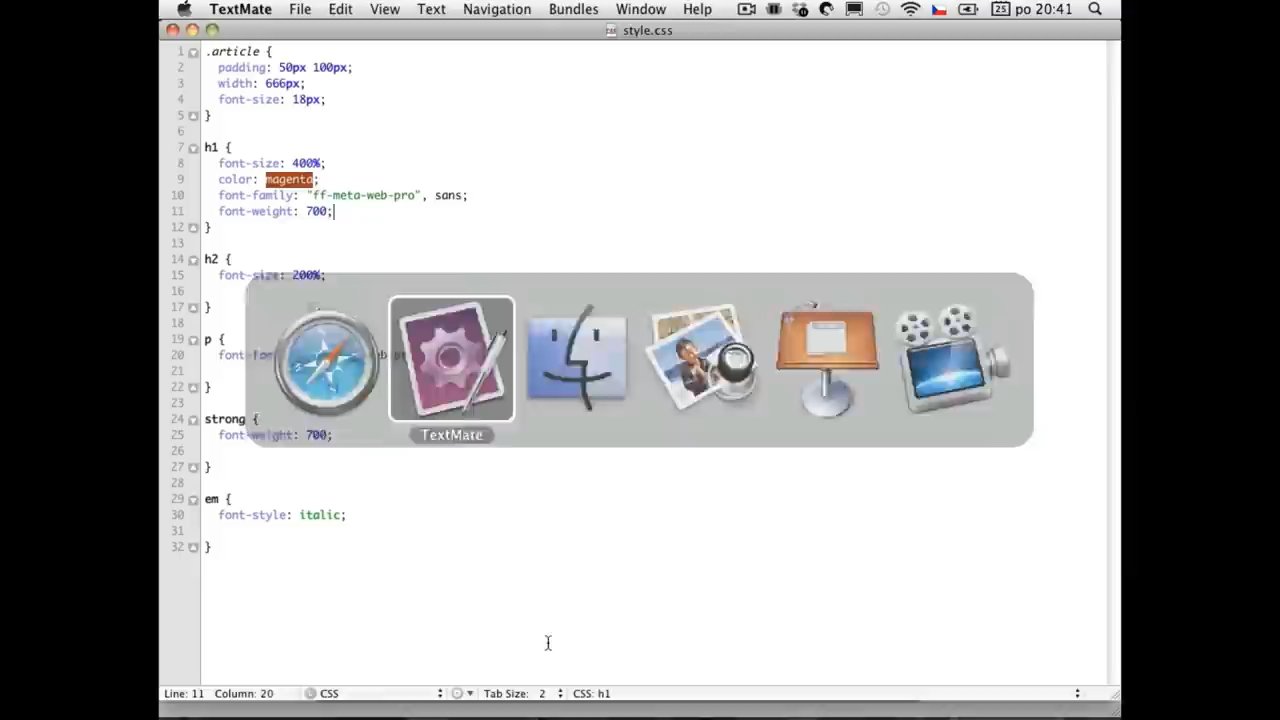 TextMate File Edit View Text Navigation Bundles Window Help 25 po 20:41
style.css
1 .article {
2 padding: 50px 100px;
3 width: 666px;
4 font-size: 18px;
5 }
6
7 h1 {
8 font-size: 400%;
9 color: magenta;
10 font-family: "ff-meta-web-pro", sans;
11 font-weight: 700;
12 }
13
14 h2 {
15 font-size: 200%;
16
17 }
18
19 p {
20
21
22 }
23
24 strong {
25 font-weight: 700;
26
27 }
28
29 em {
30 font-style: italic;
31
32 }
TextMate
Line: 11 Column: 20 CSS Tab Size: 2 CSS: h1